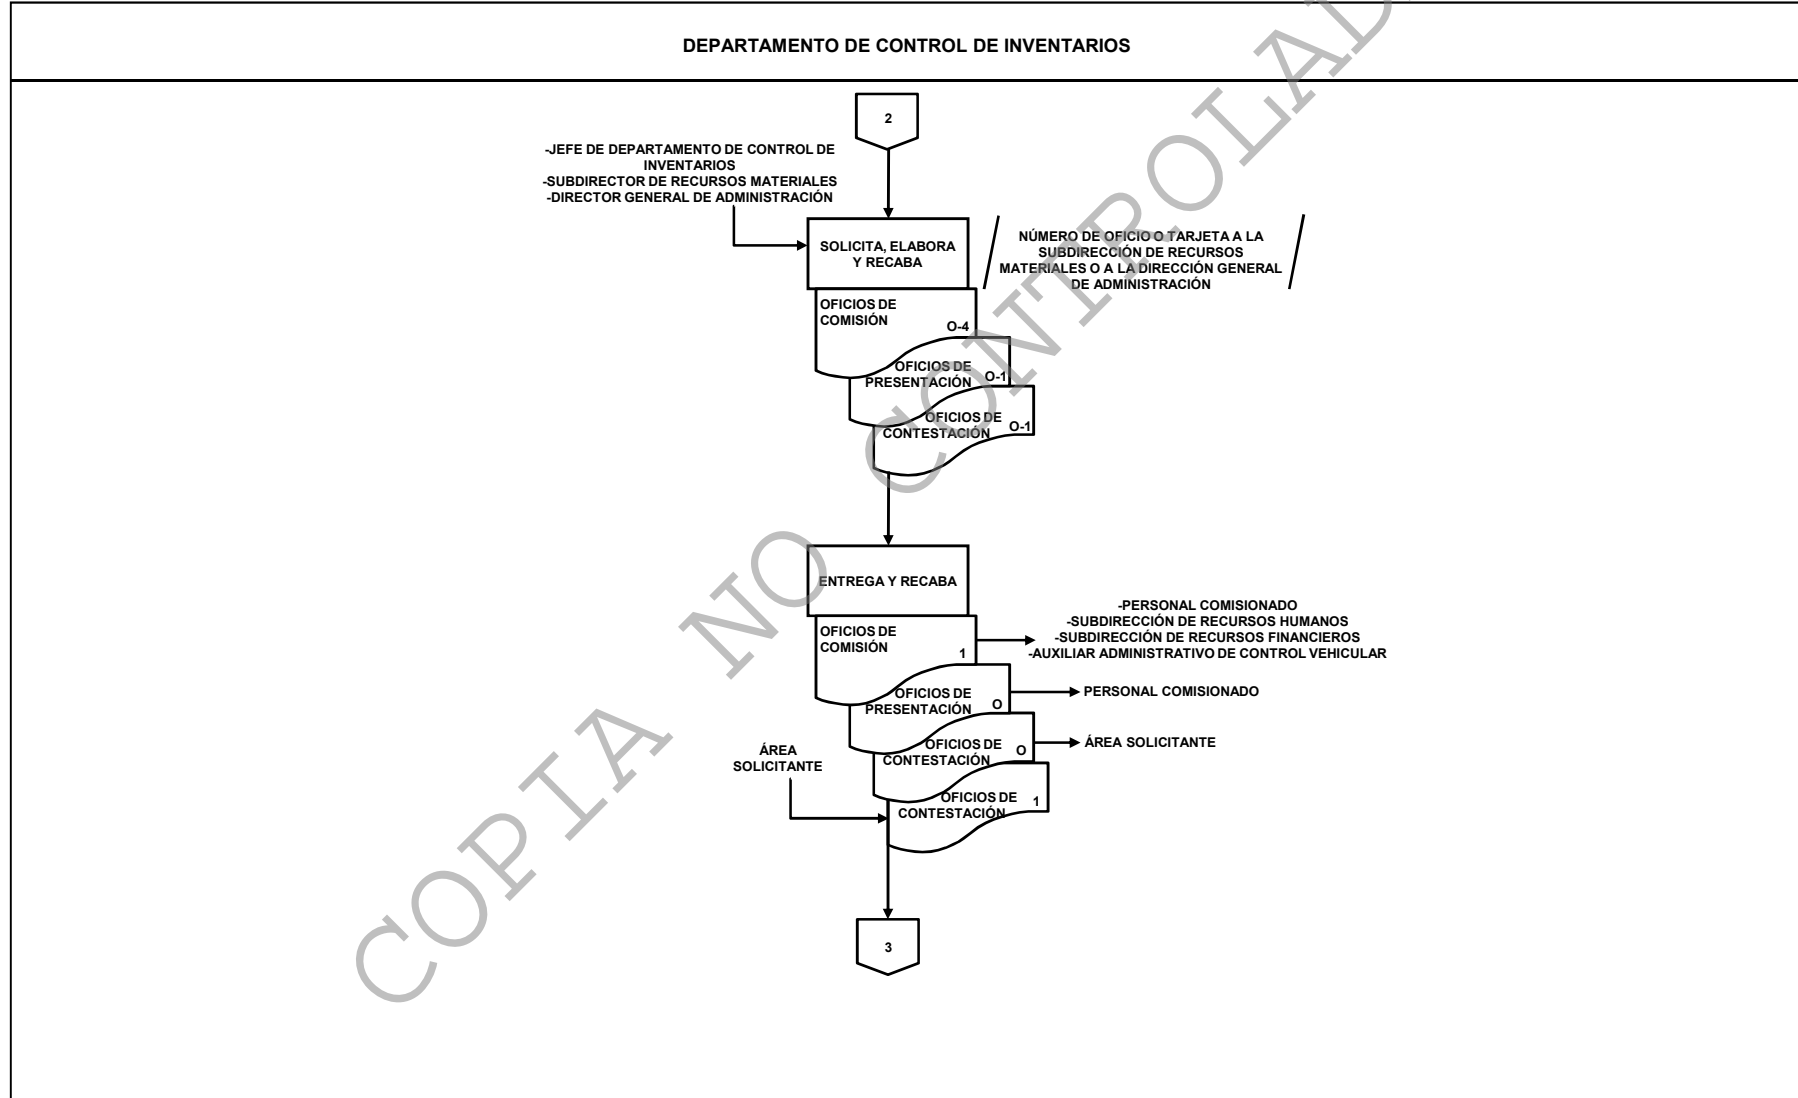 DEPARTAMENTO DE CONTROL DE INVENTARIOS
2
-JEFE DE DEPARTAMENTO DE CONTROL DE
INVENTARIOS
-SUBDIRECTOR DE RECURSOS MATERIALES
-DIRECTOR GENERAL DE ADMINISTRACIÓN
SOLICITA, ELABORA
Y RECABA
NÚMERO DE OFICIO O TARJETA A LA
SUBDIRECCIÓN DE RECURSOS
MATERIALES O A LA DIRECCIÓN GENERAL
DE ADMINISTRACIÓN
OFICIOS DE
COMISIÓN
O-4
OFICIOS DE
PRESENTACIÓN O-1
OFICIOS DE
CONTESTACIÓN O-1
ENTREGA Y RECABA
OFICIOS DE
COMISIÓN
1
-PERSONAL COMISIONADO
-SUBDIRECCIÓN DE RECURSOS HUMANOS
-SUBDIRECCIÓN DE RECURSOS FINANCIEROS
-AUXILIAR ADMINISTRATIVO DE CONTROL VEHICULAR
OFICIOS DE
PRESENTACIÓN O
PERSONAL COMISIONADO
OFICIOS DE
CONTESTACIÓN O
ÁREA SOLICITANTE
ÁREA
SOLICITANTE
OFICIOS DE 1
CONTESTACIÓN
3
COPIA NO CONTROLAD